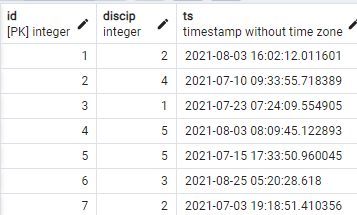 id discip ts
[PK] integer integer timestamp without time zone
1 2 2021-08-03 16:02:12.011601
2 4 2021-07-10 09:33:55.718389
3 1 2021-07-23 07:24:09.554905
4 5 2021-08-03 08:09:45.122893
5 5 2021-07-15 17:33:50.960045
6 3 2021-08-25 05:20:28.618
7 2 2021-07-03 19:18:51.410356